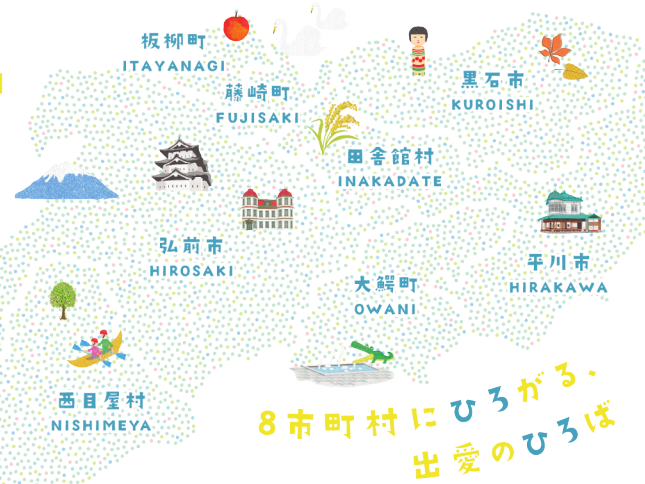 板柳町
ITAYANAGI
藤崎町
FUJISAKI
黒石市
KUROISHI
田舎館村
INAKADATE
弘前市
HIROSAKI
平川市
HIRAKAWA
大鰐町
OWANI
西目屋村
NISHIMEYA
8市町村にひろがる、
出愛のひろば